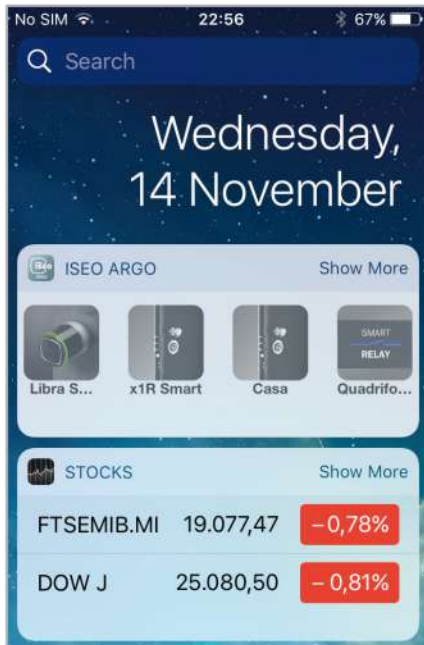 No SIM 22:56 67%
Search
Wednesday,
14 November
ISEO ARGO Show More
SMART
RELAY
Libra S... x1R Smart Casa Quadrifo...
STOCKS Show More
FTSEMIB.MI 19.077,47 –0,78%
DOW J 25.080,50 – 0,81%